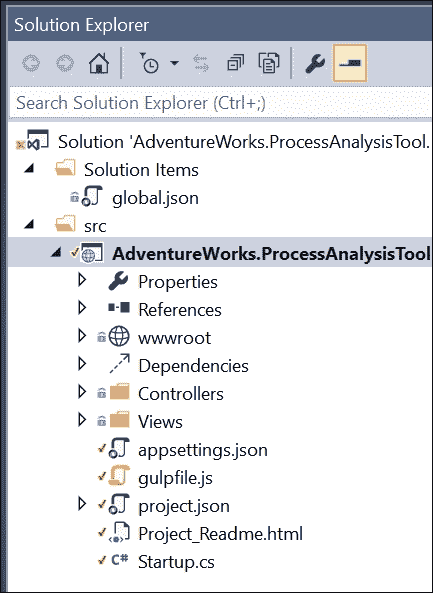 Solution Explorer
Search Solution Explorer (Ctrl+;)
Solution 'AdventureWorks.ProcessAnalysisTool.
Solution Items
global.json
src
AdventureWorks.ProcessAnalysisTool
Properties
References
wwwroot
Dependencies
Controllers
Views
appsettings.json
gulpfile.js
project.json
Project_Readme.html
C# Startup.cs